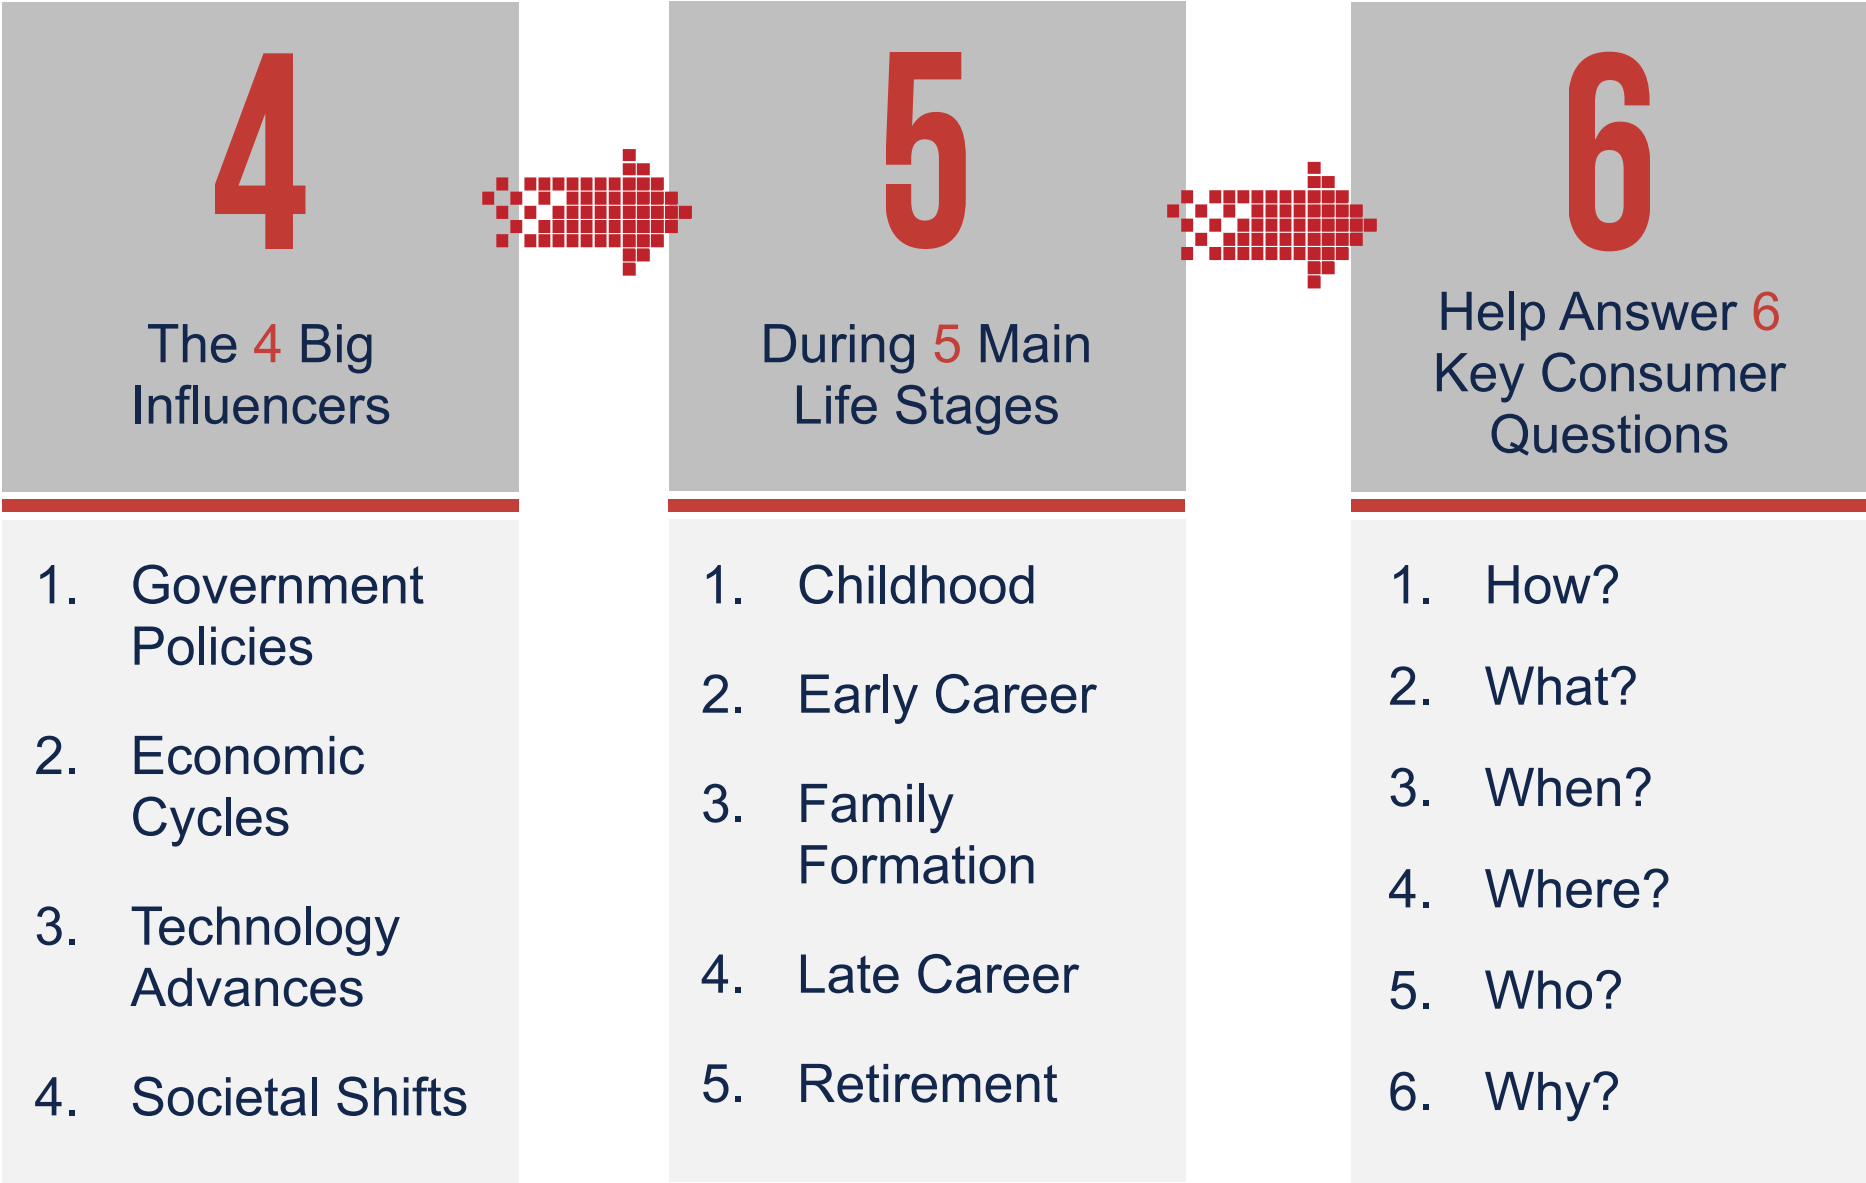 4
The 4 Big
Influencers
1. Government
Policies
2. Economic
Cycles
3. Technology
Advances
4. Societal Shifts
5
During 5 Main
Life Stages
1. Childhood
2. Early Career
3. Family
Formation
4. Late Career
5. Retirement
6
Help Answer 6
Key Consumer
Questions
1. How?
2. What?
3. When?
4. Where?
5. Who?
6. Why?